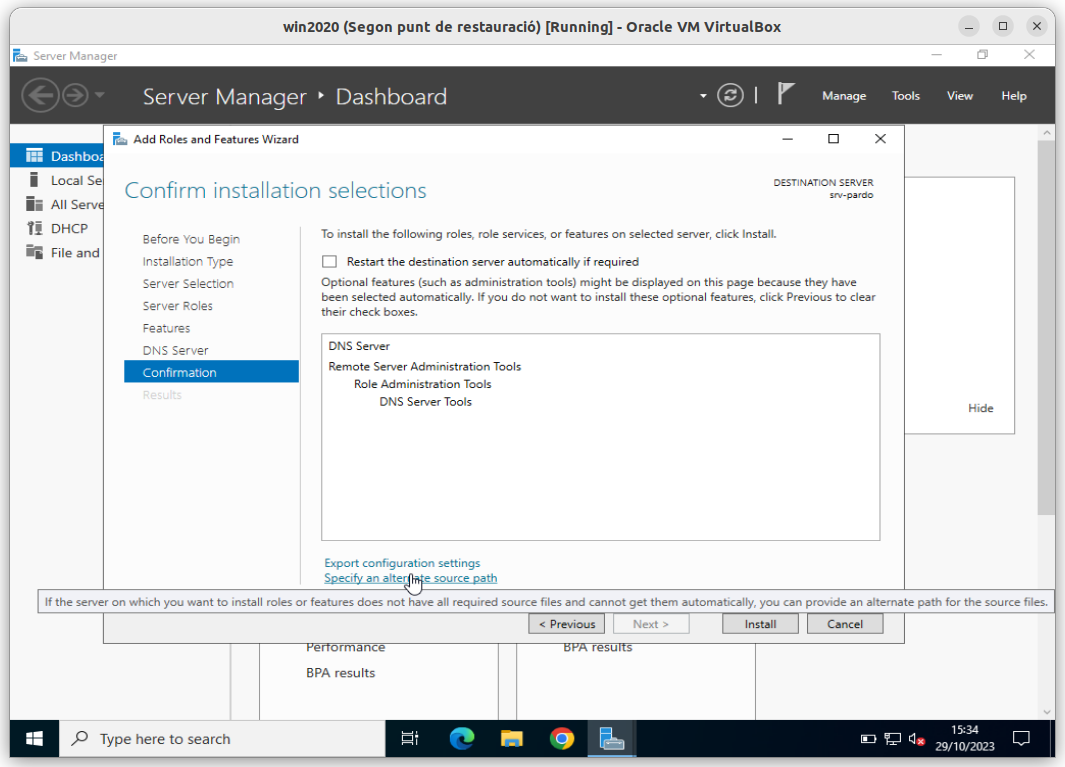 win2020 (Segon punt de restauració) [Running] - Oracle VM VirtualBox
Server Manager
Server Manager ‣ Dashboard
Manage Tools View Help
Add Roles and Features Wizard
Dashboa
Local Se
All Serve
DHCP
File and
Confirm installation selections
DESTINATION SERVER
srv-pardo
Before You Begin
Installation Type
Server Selection
Server Roles
Features
DNS Server
Confirmation
Results
To install the following roles, role services, or features on selected server, click Install.
Restart the destination server automatically if required
Optional features (such as administration tools) might be displayed on this page because they have
been selected automatically. If you do not want to install these optional features, click Previous to clear
their check boxes.
DNS Server
Remote Server Administration Tools
Role Administration Tools
DNS Server Tools
Hide
Export configuration settings
Specify an alternate source path
If the server on which you want to install roles or features does not have all required source files and cannot get them automatically, you can provide an alternate path for the source files.
< Previous Next > Install Cancel
Performance
BPA results
BPA results
Type here to search
15:34
29/10/2023